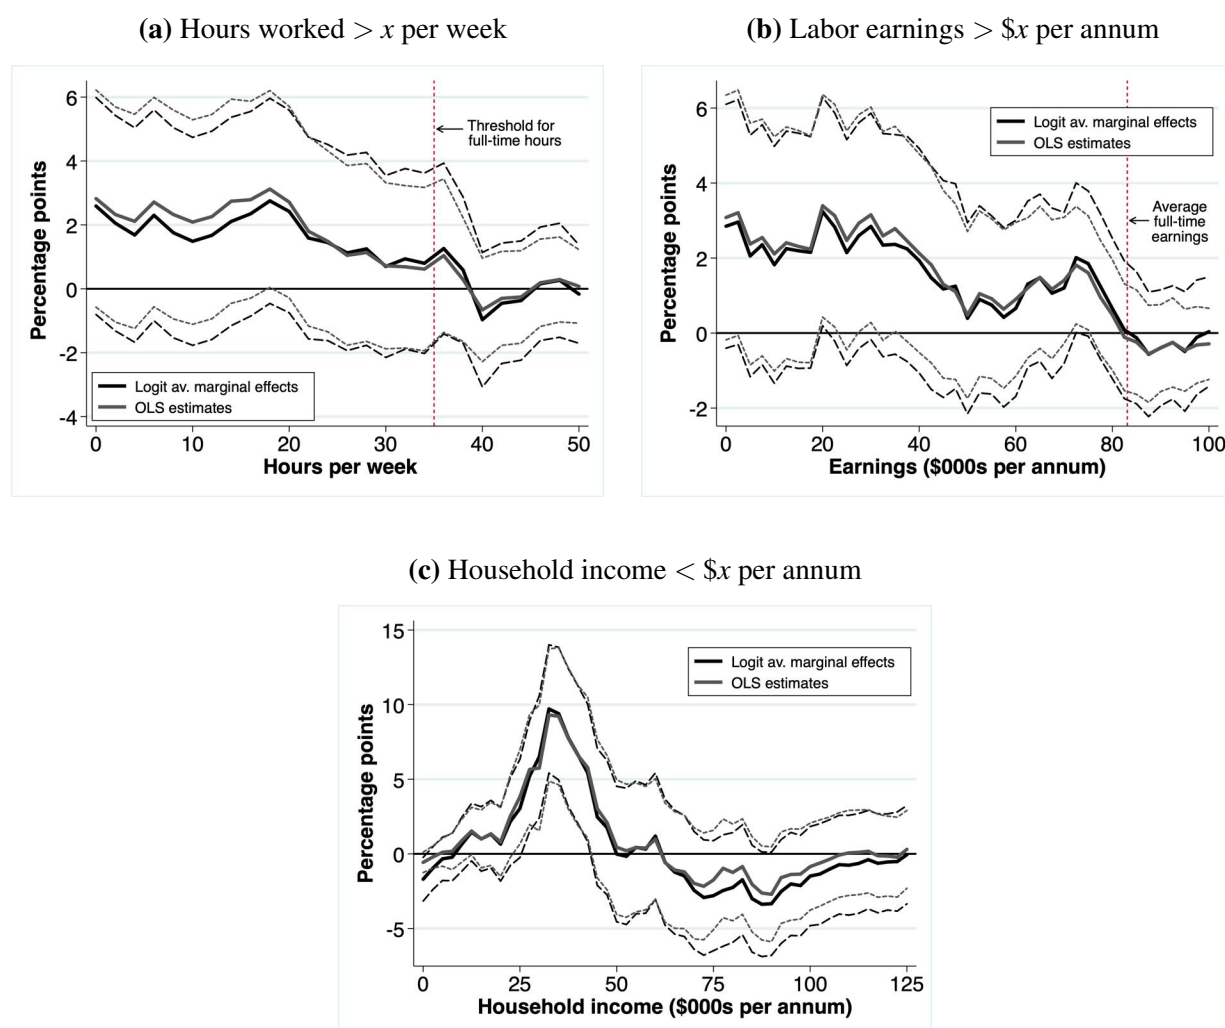 (a) Hours worked > x per week
6
4
2
0
-2
-4
Percentage points
Threshold for
full-time hours
Logit av. marginal effects
OLS estimates
0 10 20 30 40 50
Hours per week
(b) Labor earnings > $x per annum
6
4
2
0
-2
Percentage points
Logit av. marginal effects
OLS estimates
Average
full-time
earnings
0 20 40 60 80 100
Earnings ($000s per annum)
(c) Household income < $x per annum
15
10
5
0
-5
Percentage points
Logit av. marginal effects
OLS estimates
0 25 50 75 100 125
Household income ($000s per annum)